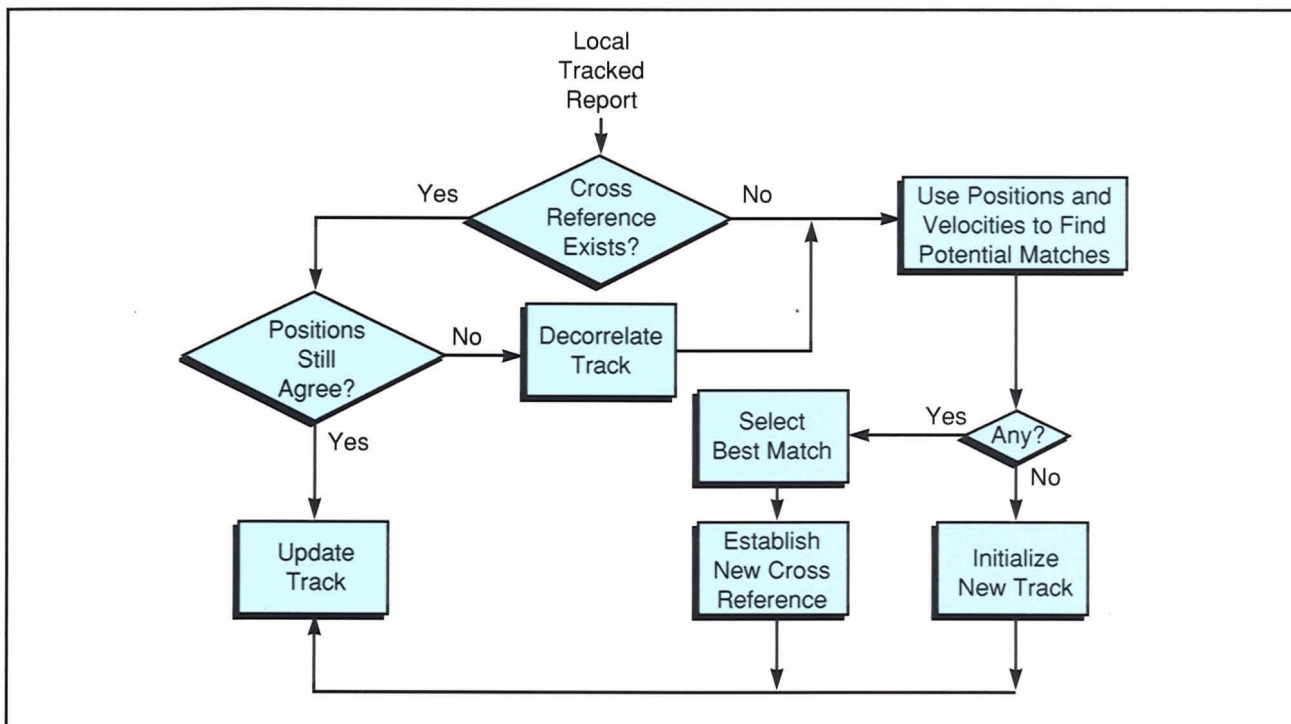 Local
Tracked
Report
Yes
Cross
Reference
Exists?
No
Use Positions and
Velocities to Find
Potential Matches
Positions
Still
Agree?
No
Decorrelate
Track
Yes
Select
Best Match
Yes
Any?
No
Update
Track
Establish
New Cross
Reference
Initialize
New Track